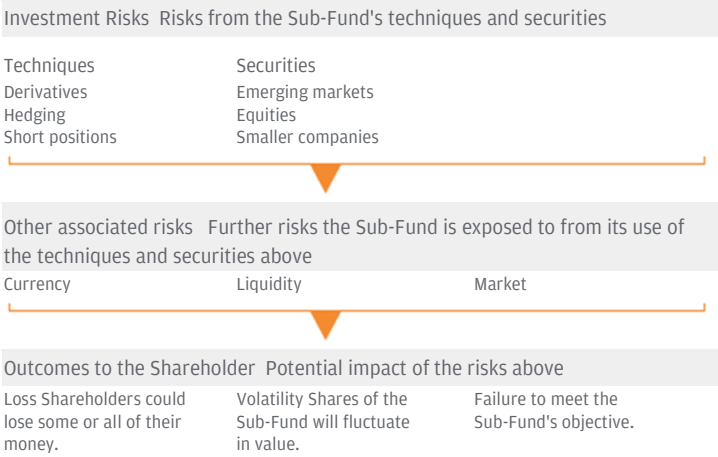 Investment Risks Risks from the Sub-Fund's techniques and securities
Techniques
Derivatives
Hedging
Short positions
Securities
Emerging markets
Equities
Smaller companies
Other associated risks Further risks the Sub-Fund is exposed to from its use of
the techniques and securities above
Currency
Liquidity
Market
Outcomes to the Shareholder Potential impact of the risks above
Loss Shareholders could
lose some or all of their
money.
Volatility Shares of the
Sub-Fund will fluctuate
in value.
Failure to meet the
Sub-Fund's objective.